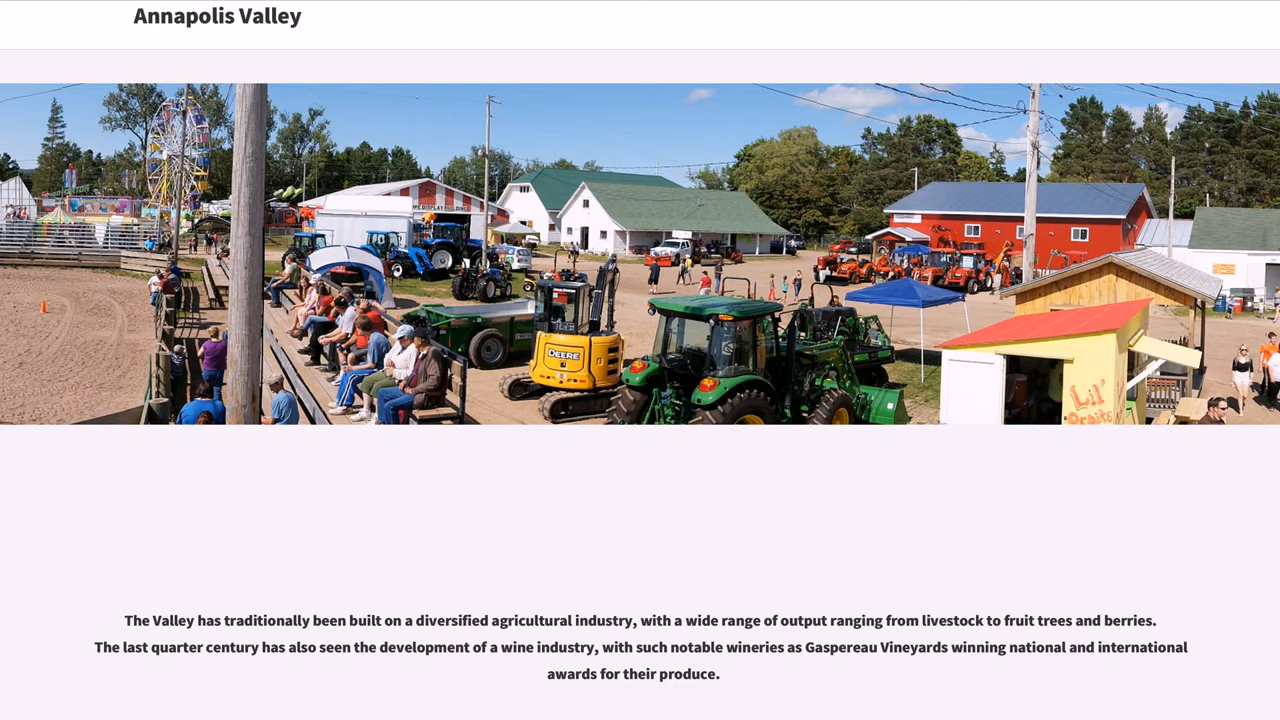 Annapolis Valley
DISPLAY BUILDING
DEERE
LIL'
The Valley has traditionally been built on a diversified agricultural industry, with a wide range of output ranging from livestock to fruit trees and berries.
The last quarter century has also seen the development of a wine industry, with such notable wineries as Gaspereau Vineyards winning national and international
awards for their produce.